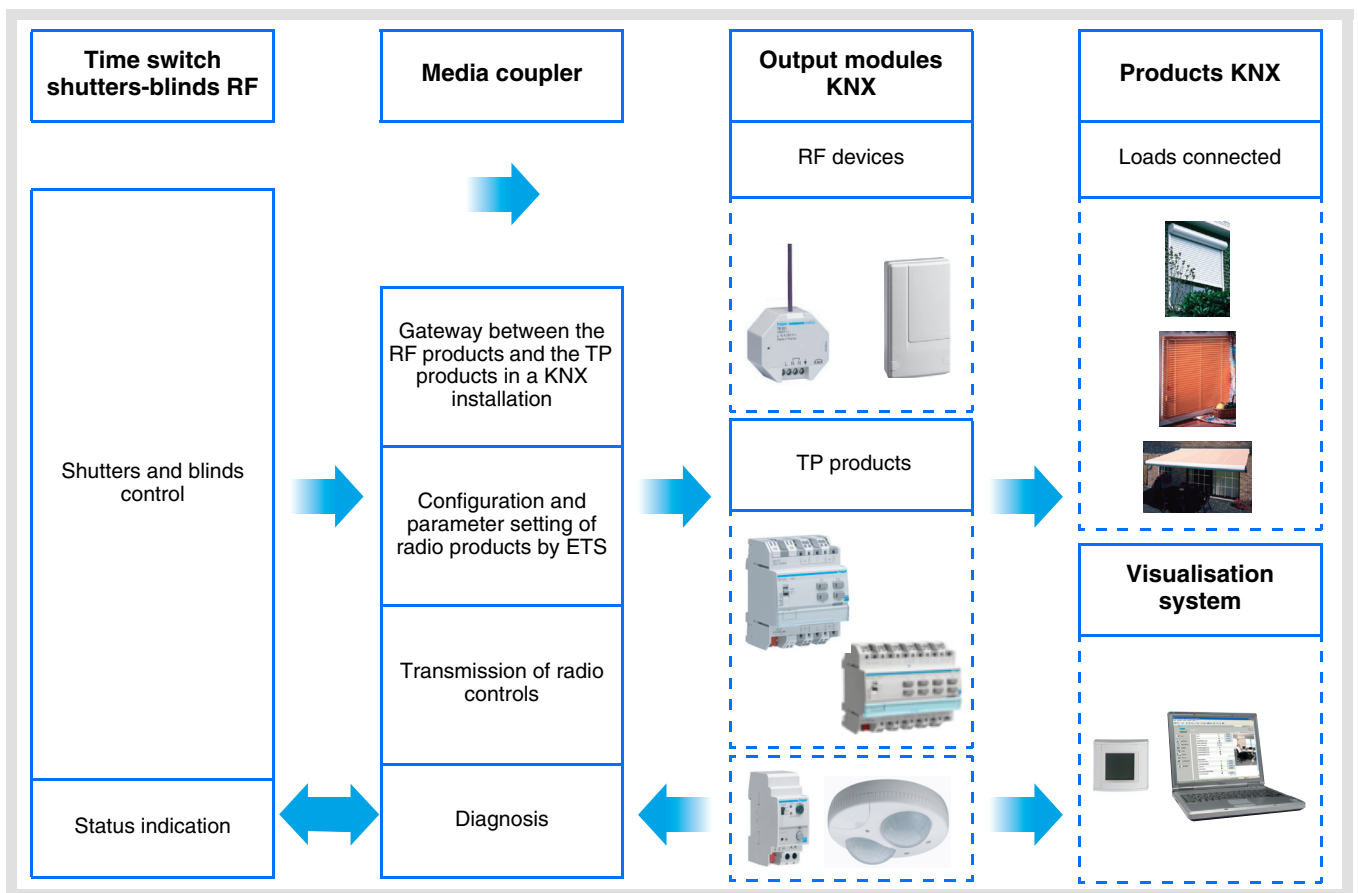 Time switch
shutters-blinds RF
Media coupler
Output modules
KNX
Products KNX
RF devices
Loads connected
Shutters and blinds
control
Status indication
Gateway between the
RF products and the TP
products in a KNX
installation
Configuration and
parameter setting of
radio products by ETS
Transmission of radio
controls
Diagnosis
TP products
Visualisation
system
L N N